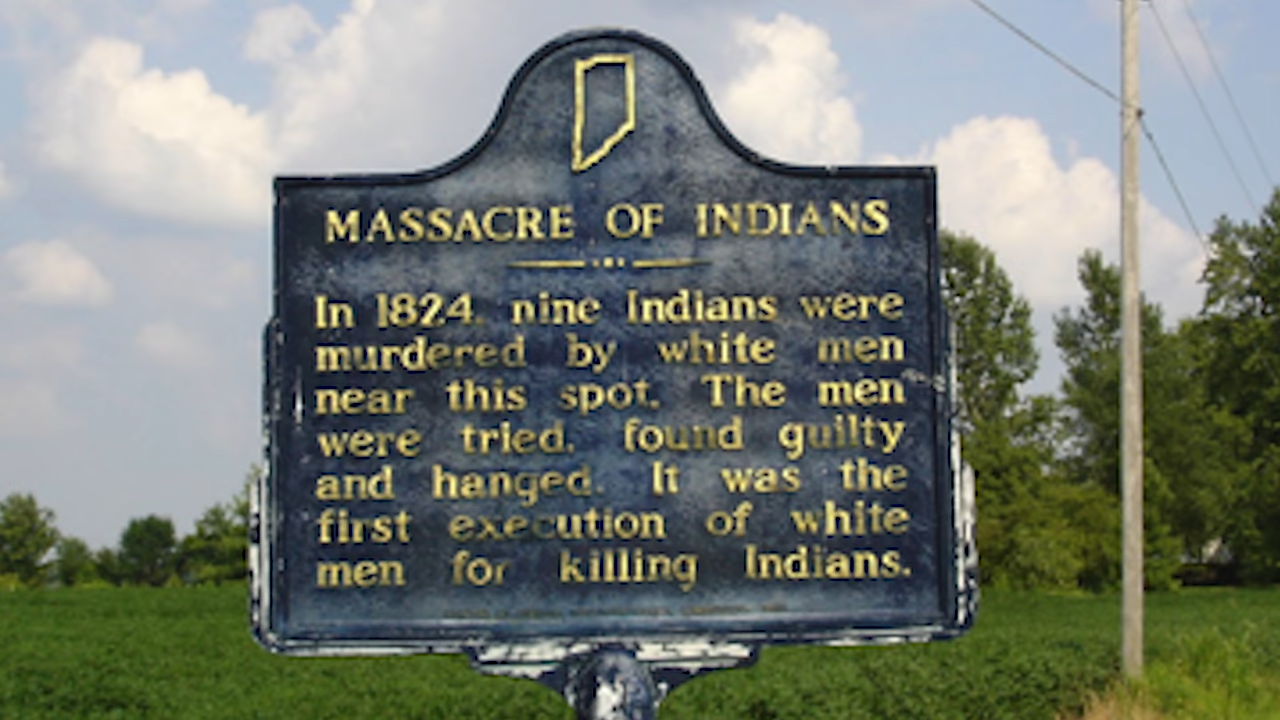 MASSACRE OF INDIANS
In 1824, nine Indians were
murdered by white men
near this spot. The men
were tried, found guilty
and hanged. It was the
first execution of white
men for killing Indians.